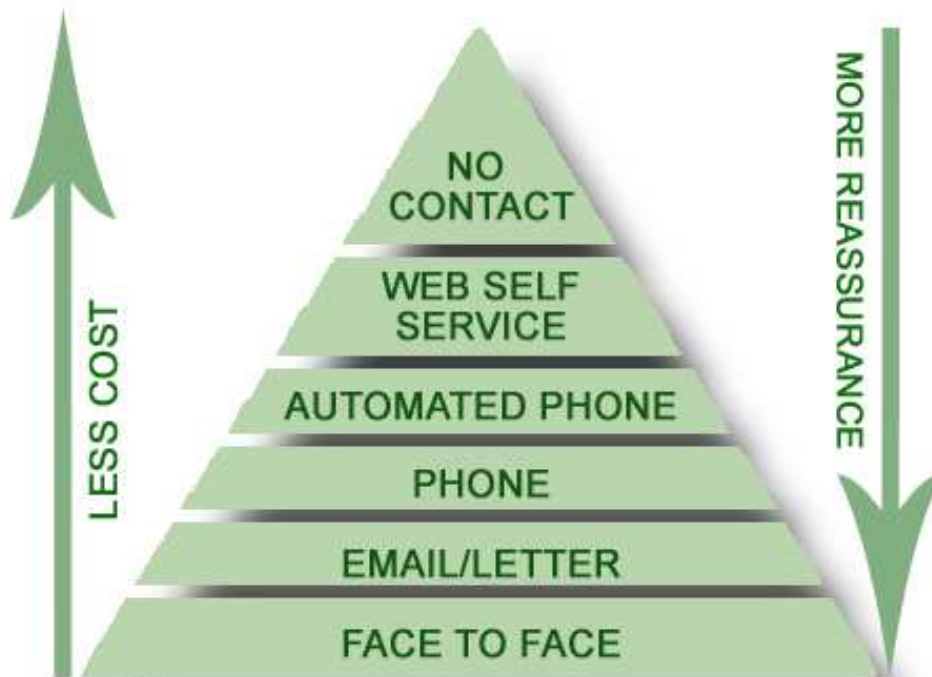 NO
CONTACT
WEB SELF
SERVICE
AUTOMATED PHONE
PHONE
EMAIL/LETTER
FACE TO FACE
LESS COST
MORE REASSURANCE